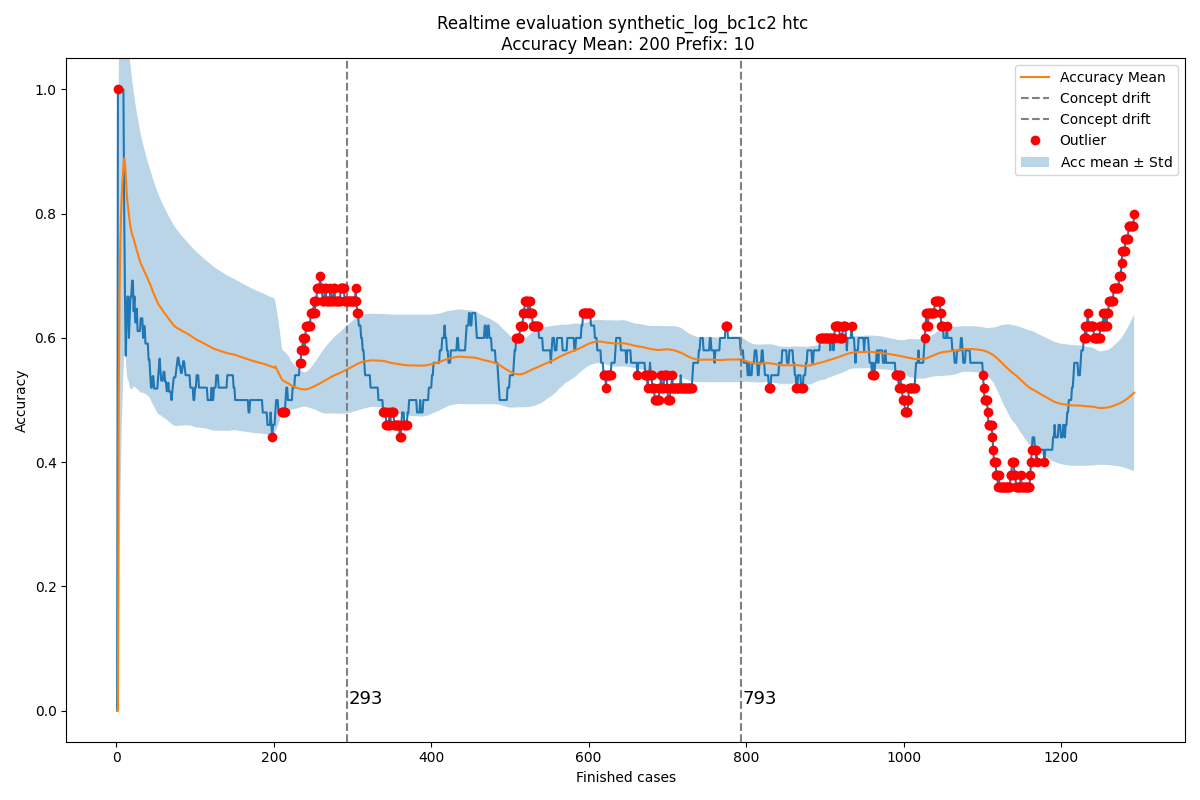 Realtime evaluation synthetic_log_bc1c2 htc
Accuracy Mean: 200 Prefix: 10
Accuracy Mean
Concept drift
Concept drift
Outlier
Acc mean ± Std
1.0
0.8
0.6
0.4
0.2
0.0
Accuracy
293
793
0
200
400
600
800
1000
1200
Finished cases